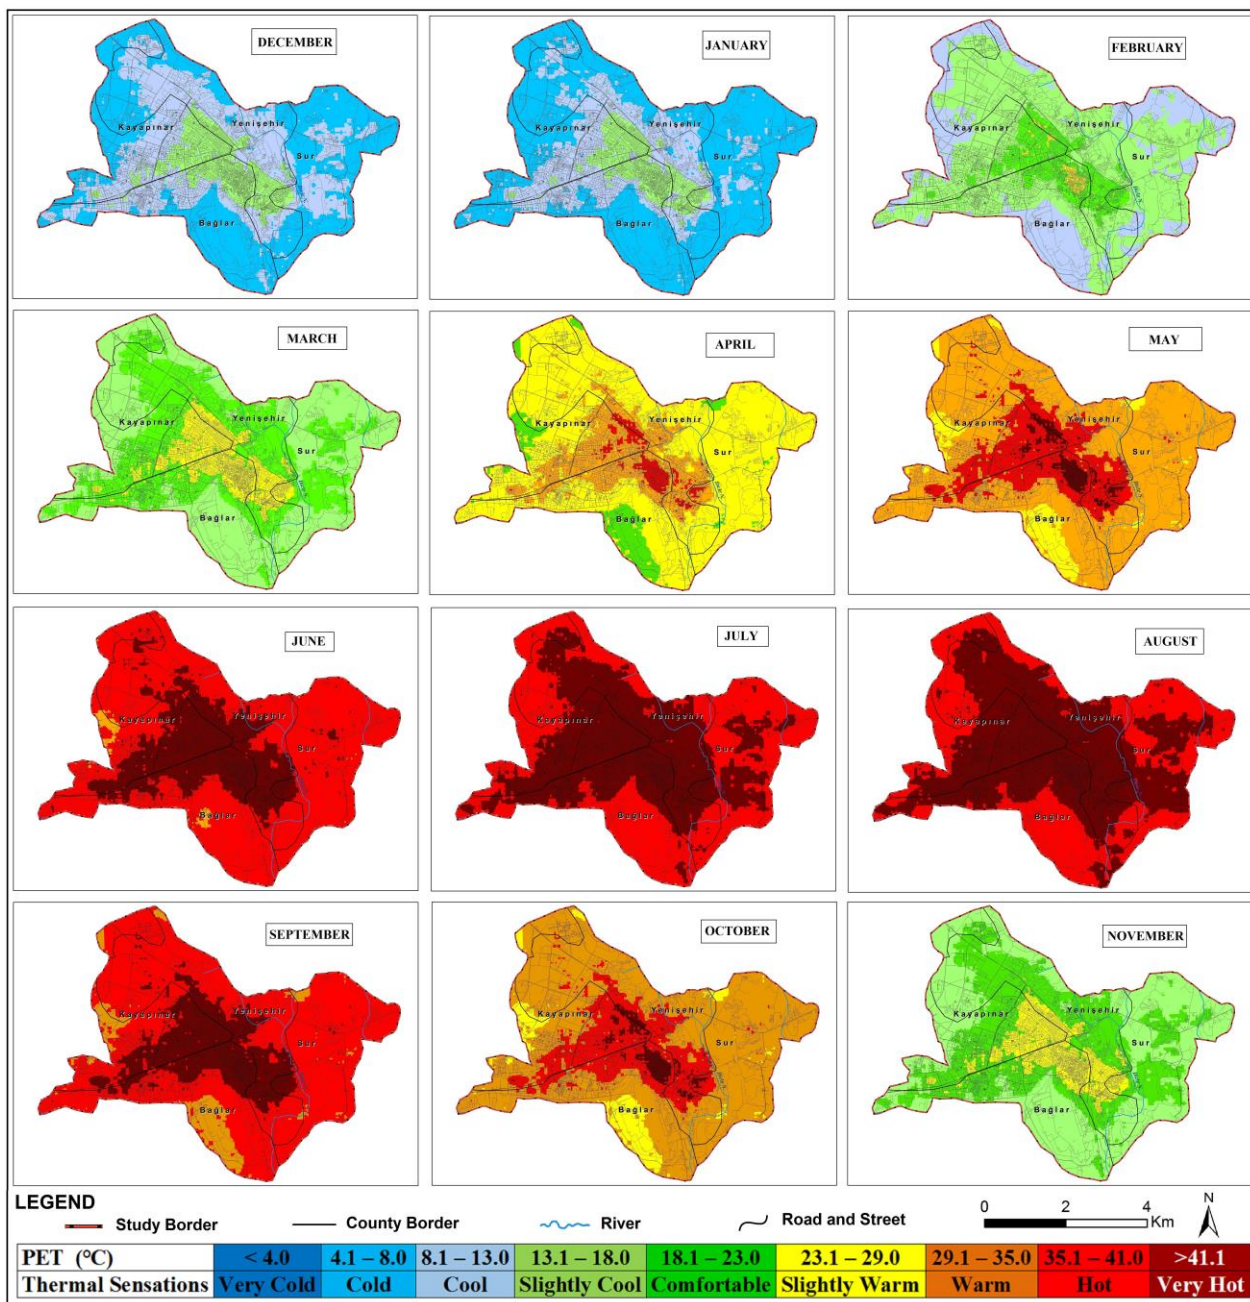 DECEMBER
Kayapınar
Yenişehir
Sur
Bağlar
JANUARY
Kayapınar
Yenişehir
Sur
Bağlar
FEBRUARY
Kayapınar
Yenişehir
Sur
Bağlar
MARCH
Kayapınar
Yenişehir
Sur
Bağlar
APRIL
Kayapınar
Yenişehir
Sur
Bağlar
MAY
Kayapınar
Yenişehir
Sur
Bağlar
JUNE
Kayapınar
Yenişehir
Sur
Bağlar
JULY
Kayapınar
Yenişehir
Sur
Bağlar
AUGUST
Kayapınar
Yenişehir
Sur
Bağlar
SEPTEMBER
Kayapınar
Yenişehir
Sur
Bağlar
OCTOBER
Kayapınar
Yenişehir
Sur
Bağlar
NOVEMBER
Kayapınar
Yenişehir
Sur
Bağlar
LEGEND
Study Border
County Border
River
Road and Street
0 2 4
Km
N
PET (°C) < 4.0 4.1 – 8.0 8.1 – 13.0 13.1 – 18.0 18.1 – 23.0 23.1 – 29.0 29.1 – 35.0 35.1 – 41.0 >41.1
Thermal Sensations Very Cold Cold Cool Slightly Cool Comfortable Slightly Warm Warm Hot Very Hot